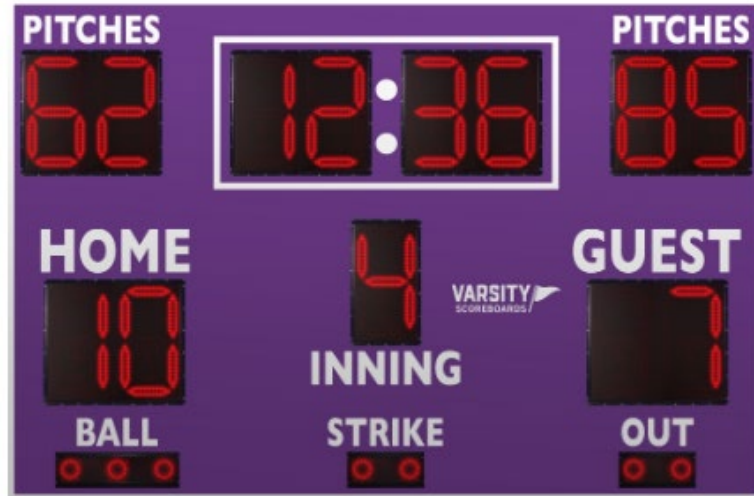 PITCHES PITCHES
62 12:36 85
HOME GUEST
4
VARSITY
SCOREBOARDS
10 7
INNING
BALL STRIKE OUT